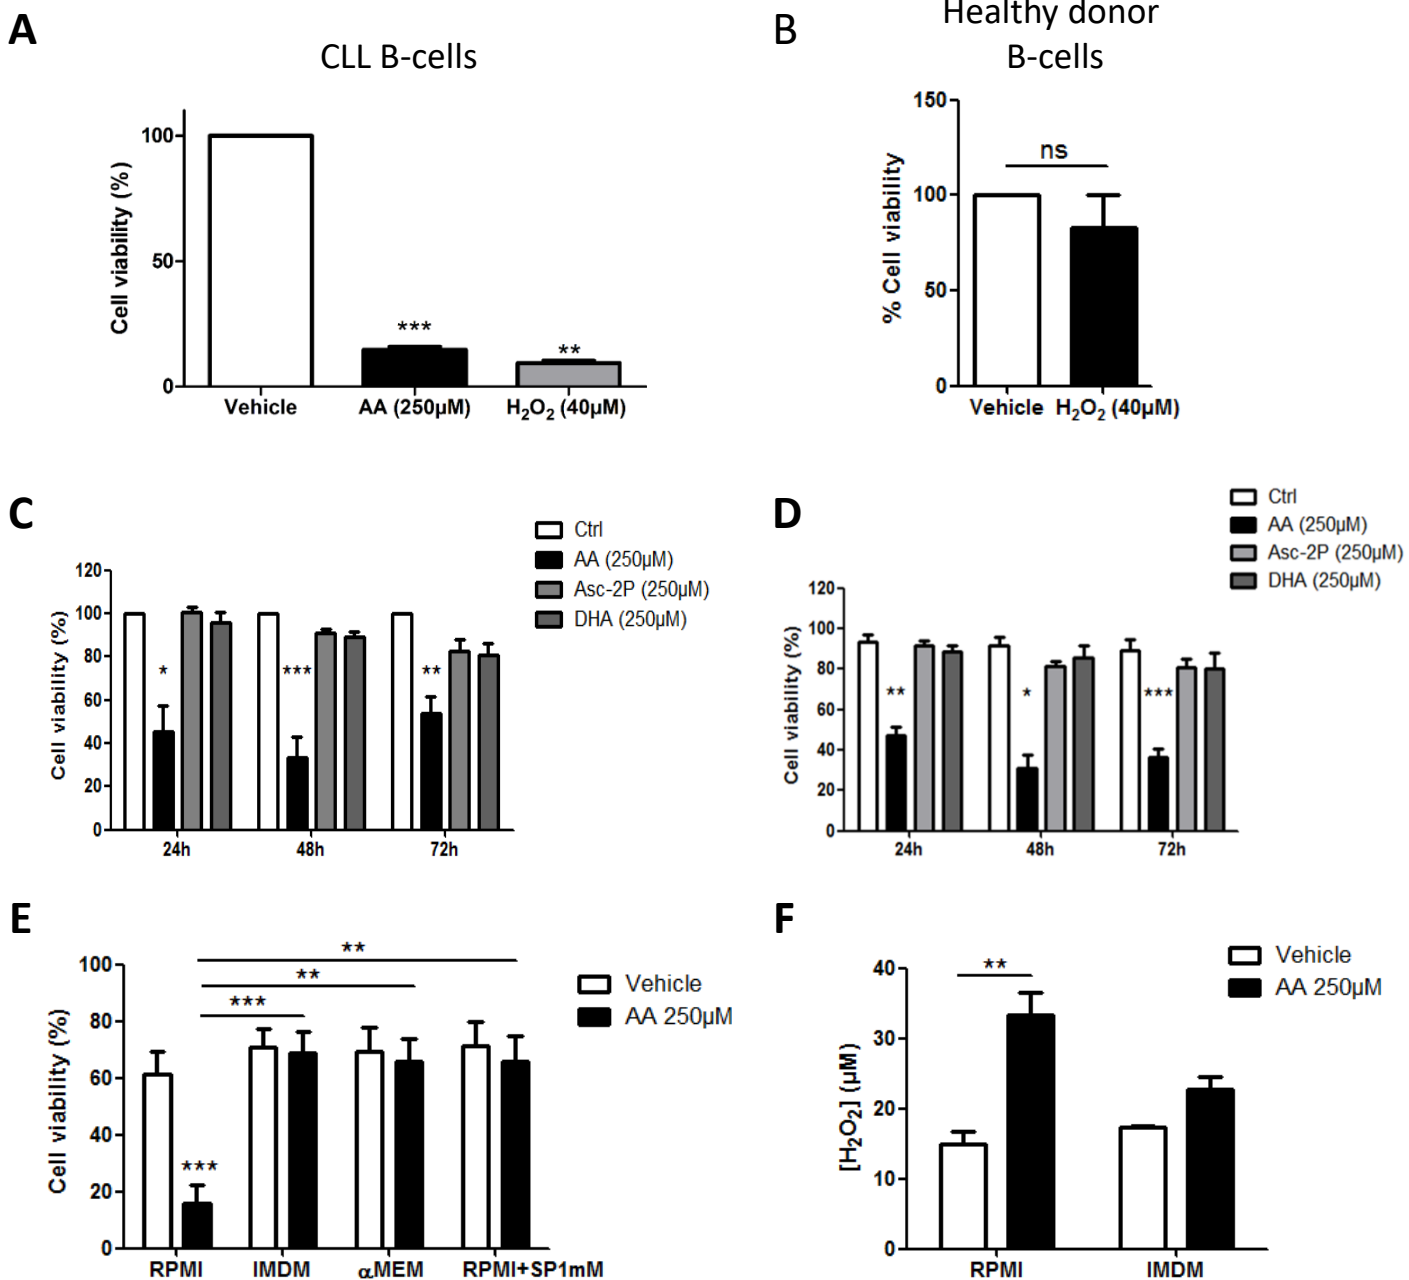 A
CLL B-cells
Cell viability (%)
100
50
0
***
**
Vehicle
AA (250µM)
H2O2 (40µM)
B
Healthy donor
B-cells
% Cell viability
150
100
50
0
ns
Vehicle
H2O2 (40µM)
C
Ctrl
AA (250µM)
Asc-2P (250µM)
DHA (250µM)
Cell viability (%)
120
100
80
60
40
20
0
*
***
**
24h
48h
72h
D
Ctrl
AA (250µM)
Asc-2P (250µM)
DHA (250µM)
Cell viability (%)
120
100
80
60
40
20
0
**
*
***
24h
48h
72h
E
Vehicle
AA 250µM
Cell viability (%)
100
80
60
40
20
0
**
**
***
***
RPMI
IMDM
αMEM
RPMI+SP1mM
F
Vehicle
AA 250µM
[H2O2] (µM)
40
30
20
10
0
**
RPMI
IMDM